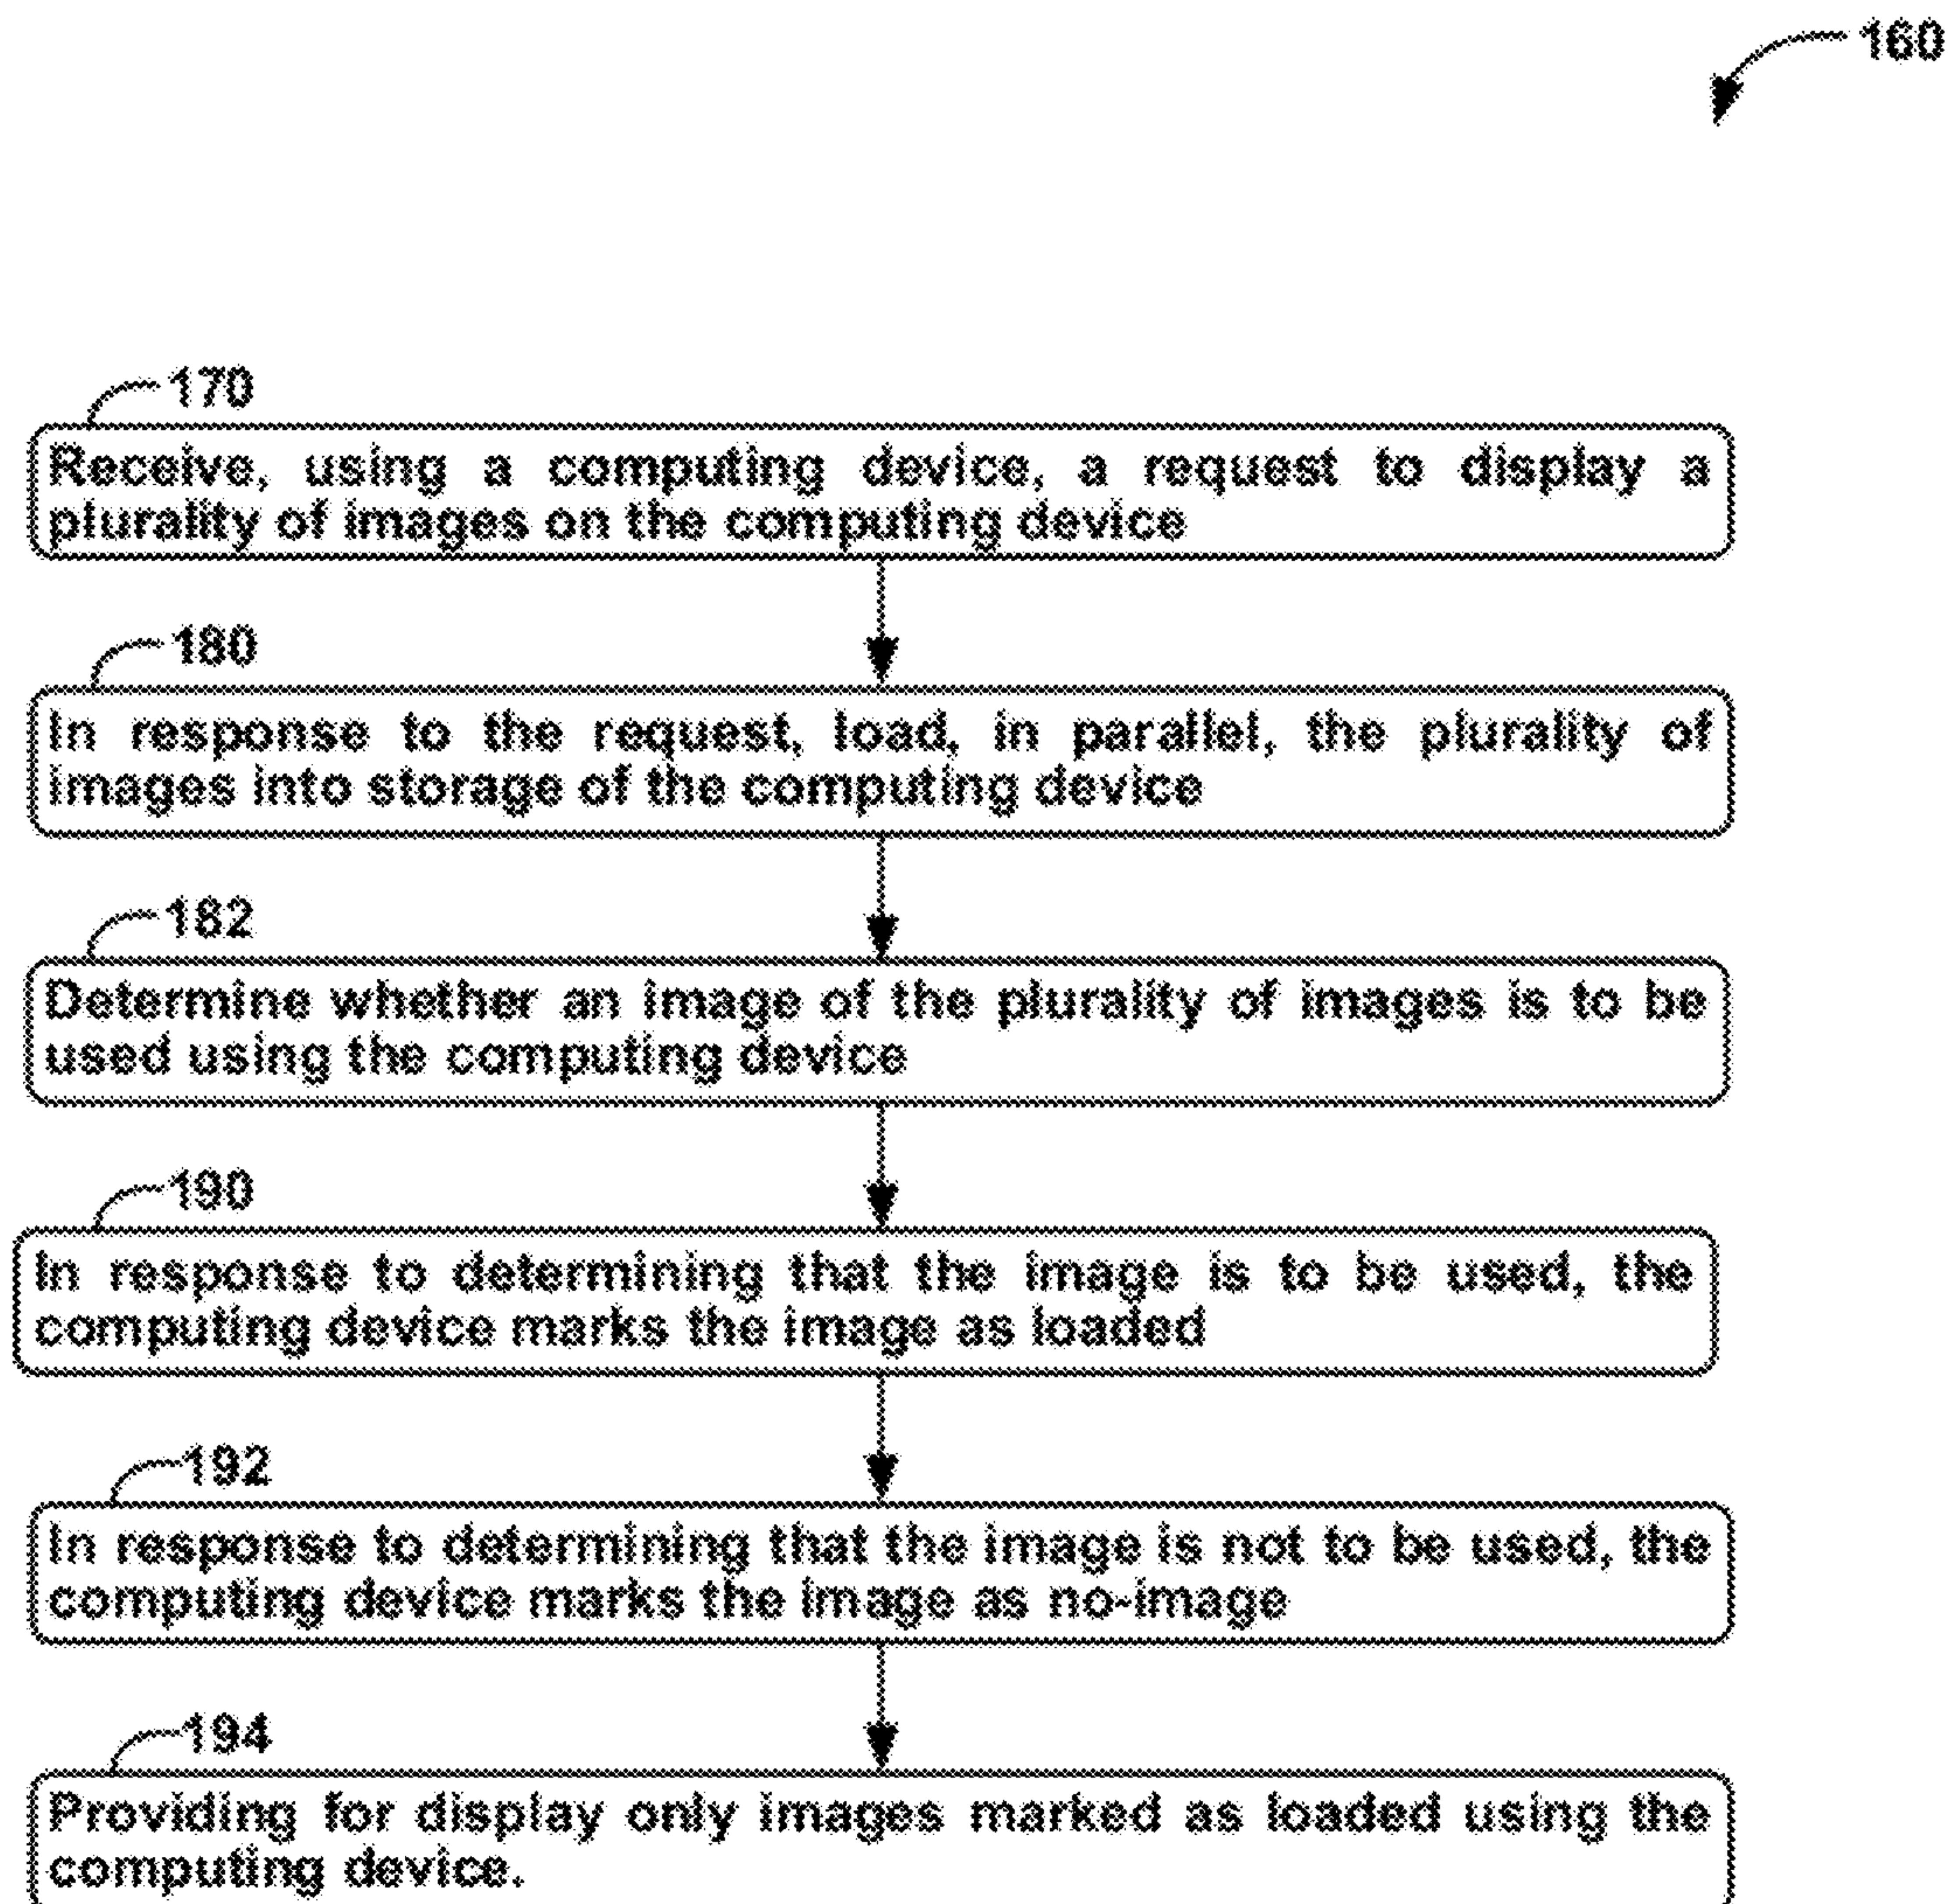 160
170
Receive, using a computing device, a request to display a
plurality of images on the computing device
180
In response to the request, load, in parallel, the plurality of
images into storage of the computing device
182
Determine whether an image of the plurality of images is to be
used using the computing device
190
In response to determining that the image is to be used, the
computing device marks the image as loaded
192
In response to determining that the image is not to be used, the
computing device marks the image as no-image
194
Providing for display only images marked as loaded using the
computing device.